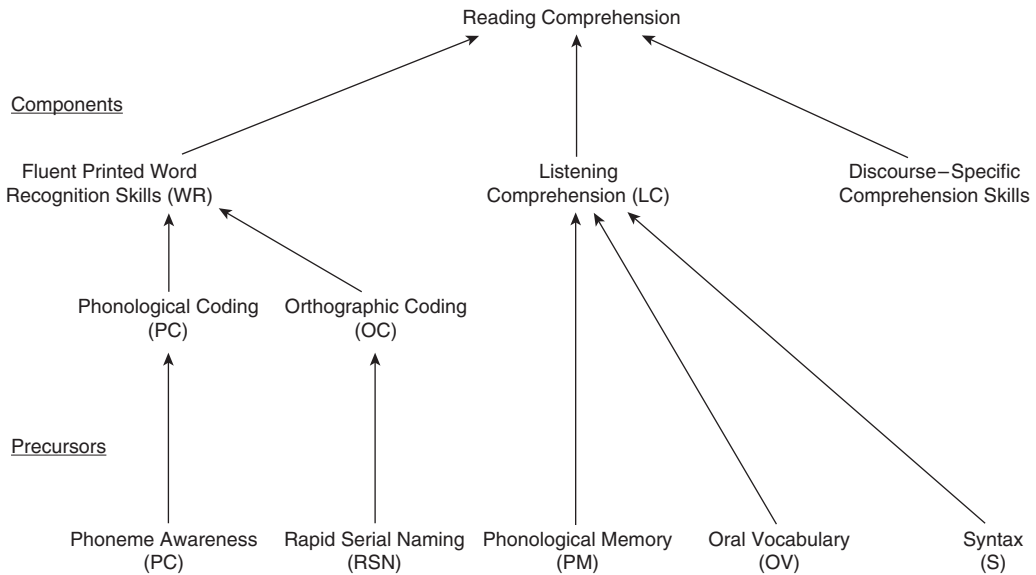 Reading Comprehension
Components
Fluent Printed Word
Recognition Skills (WR)
Listening
Comprehension (LC)
Discourse–Specific
Comprehension Skills
Phonological Coding
(PC)
Orthographic Coding
(OC)
Precursors
Phoneme Awareness
(PC)
Rapid Serial Naming
(RSN)
Phonological Memory
(PM)
Oral Vocabulary
(OV)
Syntax
(S)